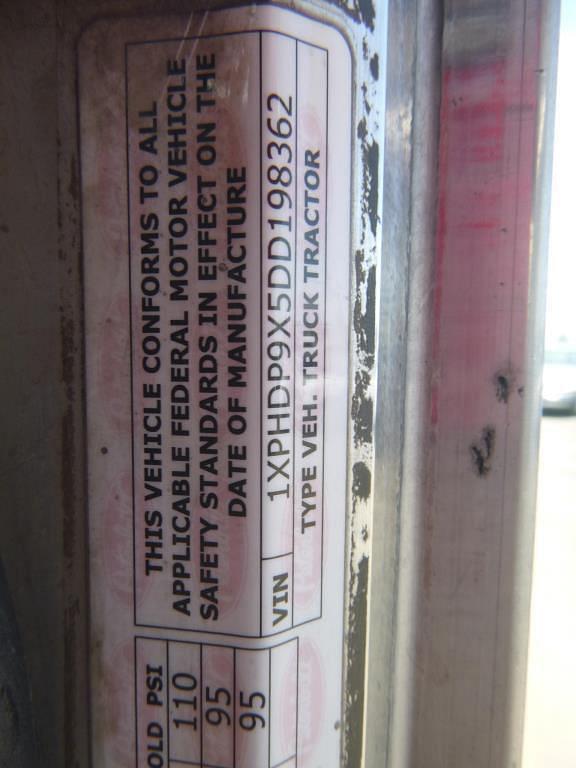 THIS VEHICLE CONFORMS TO ALL
APPLICABLE FEDERAL MOTOR VEHICLE
SAFETY STANDARDS IN EFFECT ON THE
DATE OF MANUFACTURE
VIN 1XPHDP9X5DD198362
TYPE VEH. TRUCK TRACTOR
OLD PSI
110
95
95